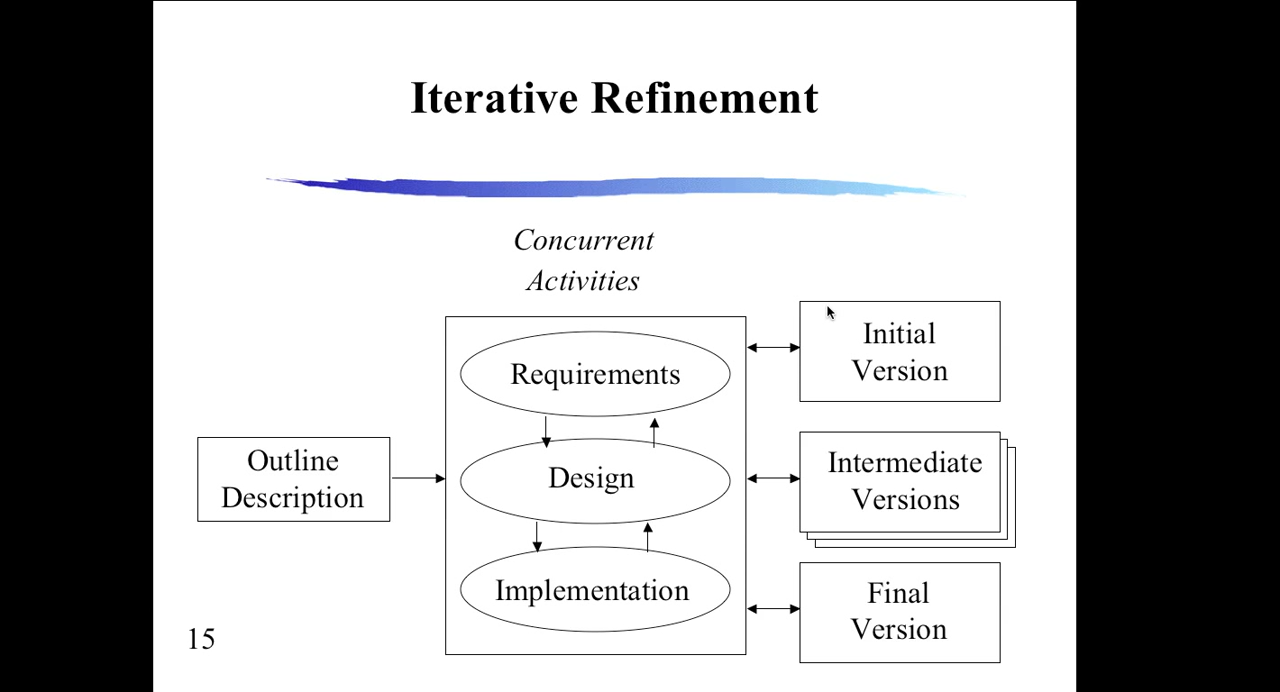 Iterative Refinement
Concurrent
Activities
Outline
Description
Requirements
Design
Implementation
Initial
Version
Intermediate
Versions
Final
Version
15